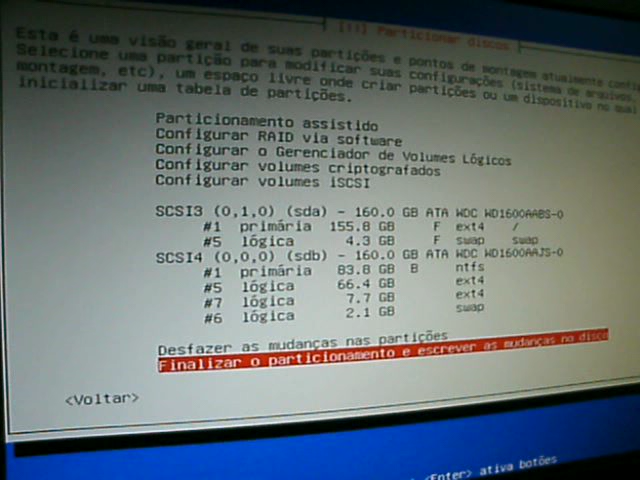 [!!] Particionar discos
Esta é uma visão geral de suas partições e pontos de montagem atualmente
Selecione uma partição para modificar suas configurações (sistema de arquivos,
montagem, etc), um espaço livre onde criar partições ou um dispositivo no qual
inicializar uma tabela de partições.
Particionamento assistido
Configurar RAID via software
Configurar o Gerenciador de Volumes Lógicos
Configurar volumes criptografados
Configurar volumes iSCSI
SCSI3 (0,1,0) (sda) - 160.0 GB ATA WDC WD1600AABS-0
#1 primária 155.8 GB F ext4 /
#5 lógica 4.3 GB F swap swap
SCSI4 (0,0,0) (sdb) - 160.0 GB ATA WDC WD1600AAJS-0
#1 primária 83.8 GB B ntfs
#5 lógica 66.4 GB ext4
#7 lógica 7.7 GB ext4
#6 lógica 2.1 GB swap
Desfazer as mudanças nas partições
Finalizar o particionamento e escrever as mudanças no disco
<Voltar>
<Enter> ativa botões